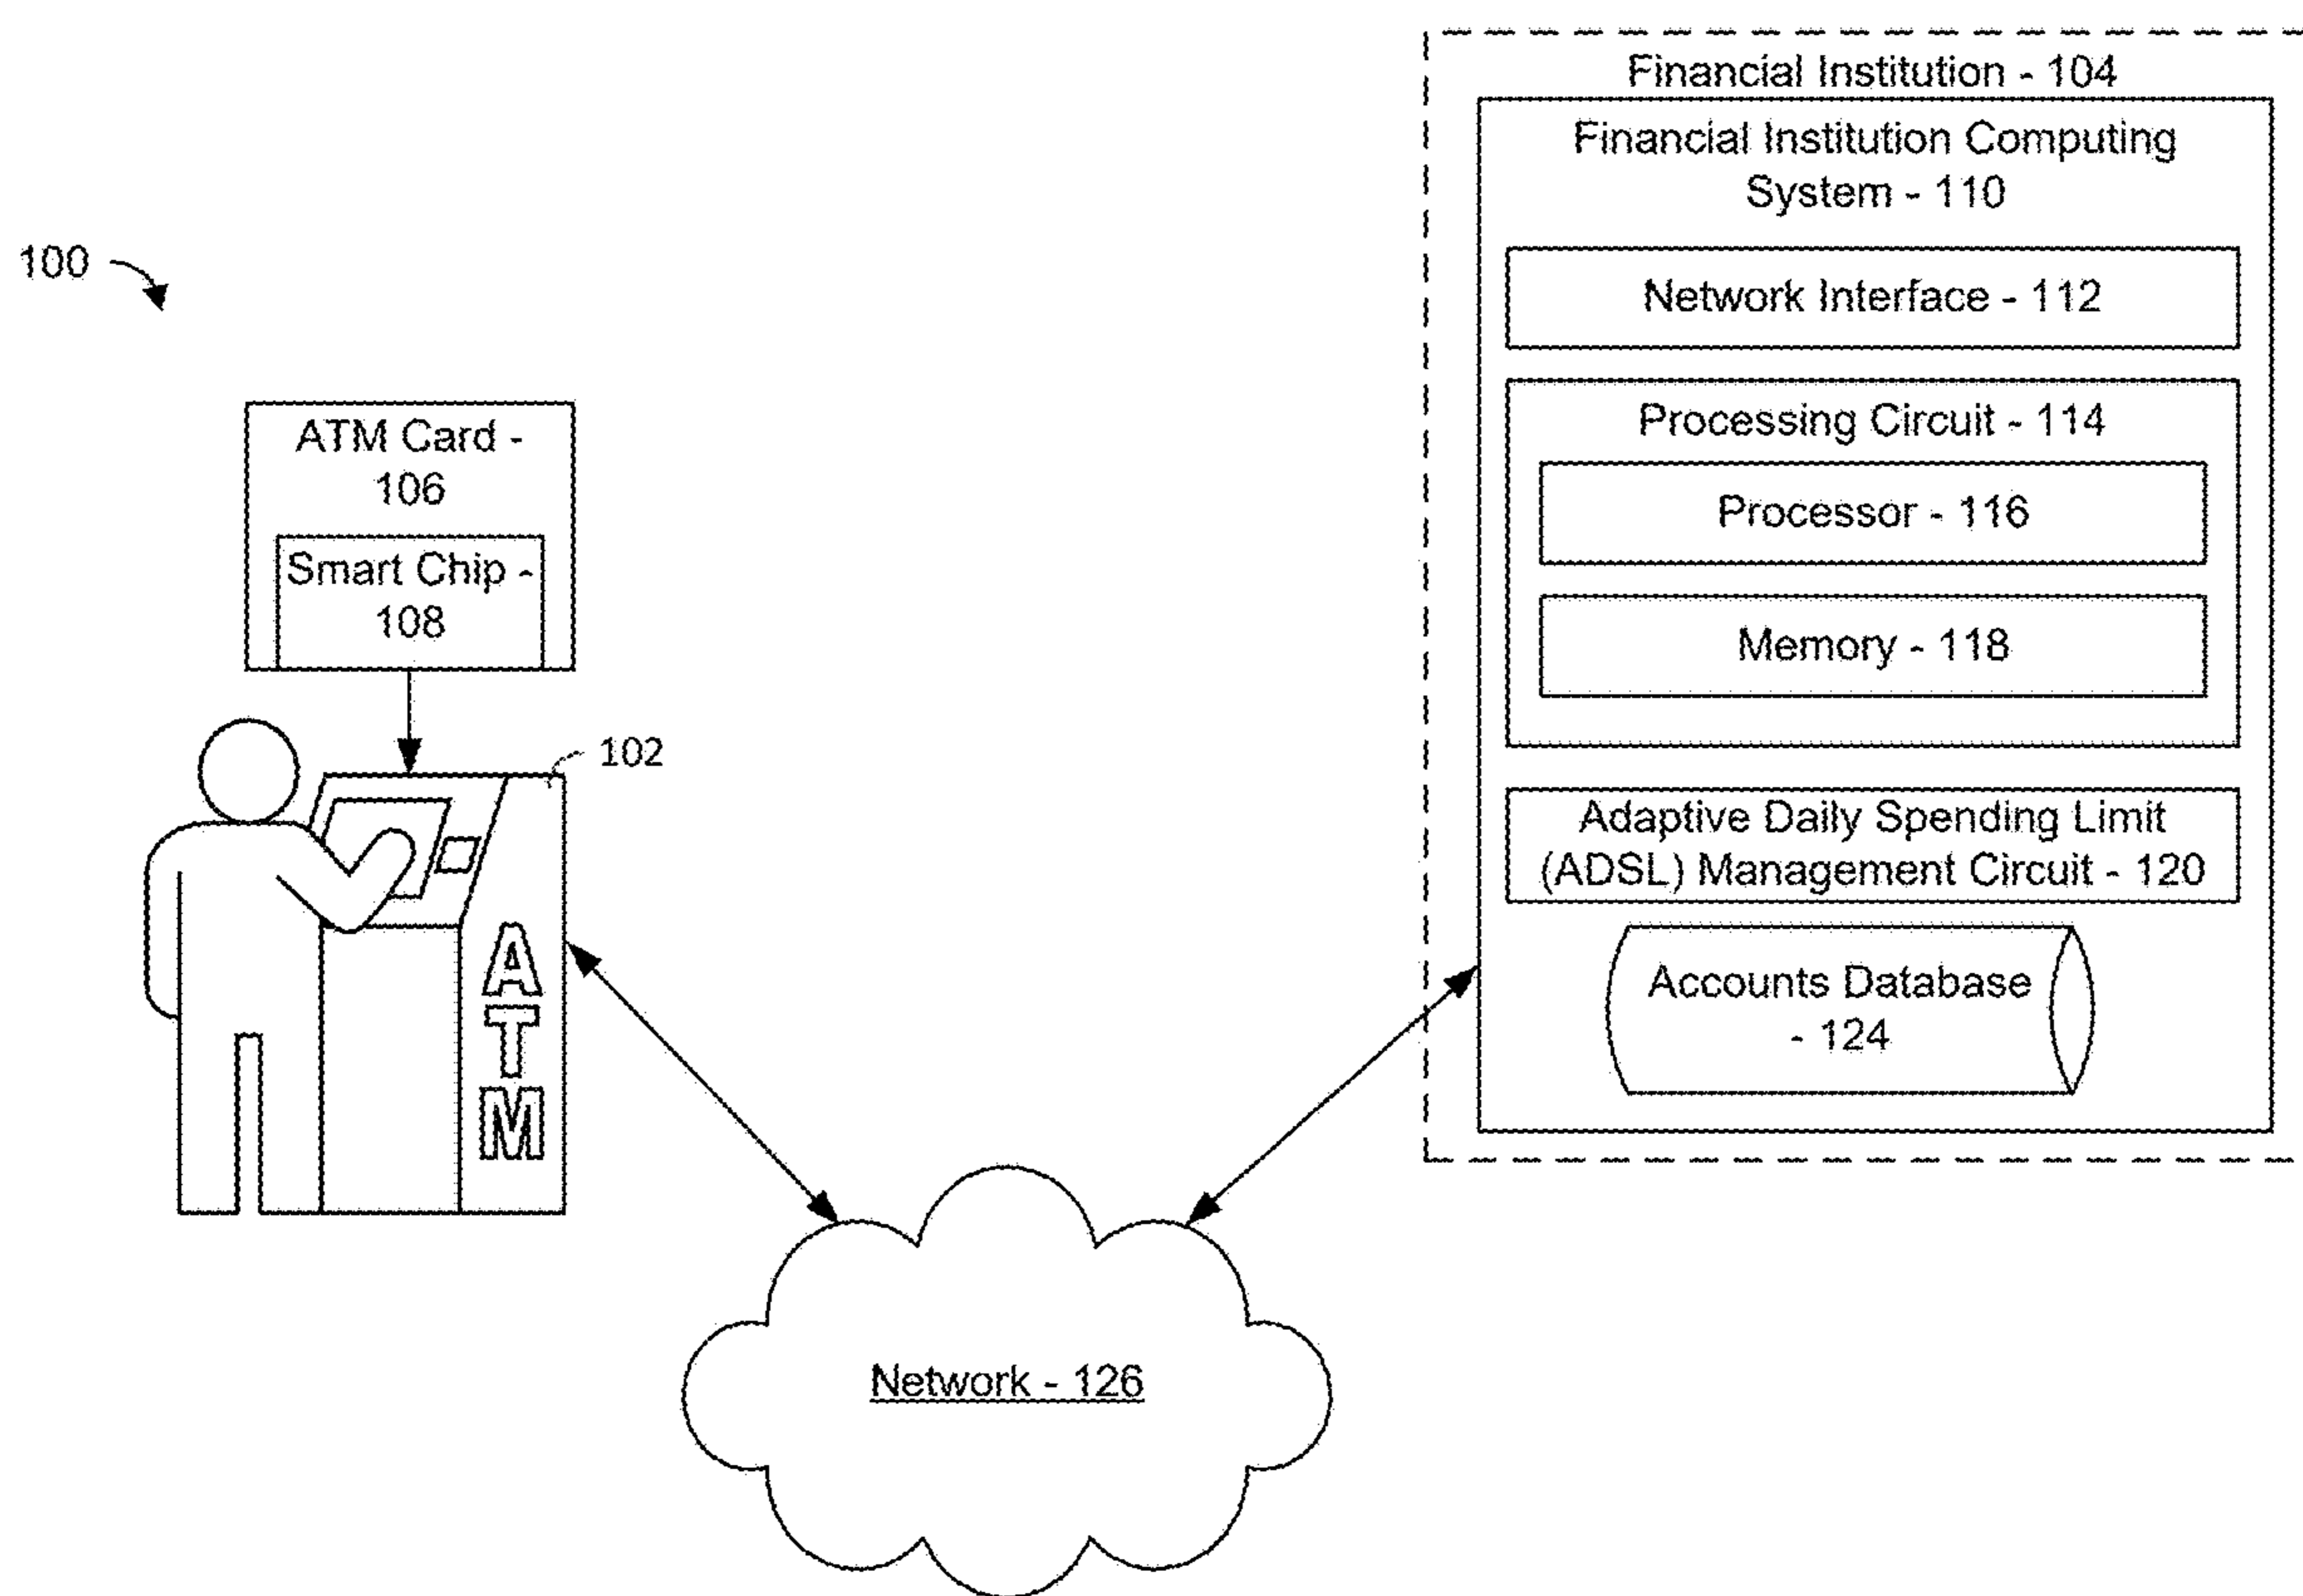 Financial Institution - 104
Financial Institution Computing
System - 110
100
Network Interface - 112
Processing Circuit - 114
ATM Card -
106
Processor - 116
Smart Chip -
108
Memory - 118
102
Adaptive Daily Spending Limit
(ADSL) Management Circuit - 120
A
T
M
Accounts Database
- 124
Network - 126